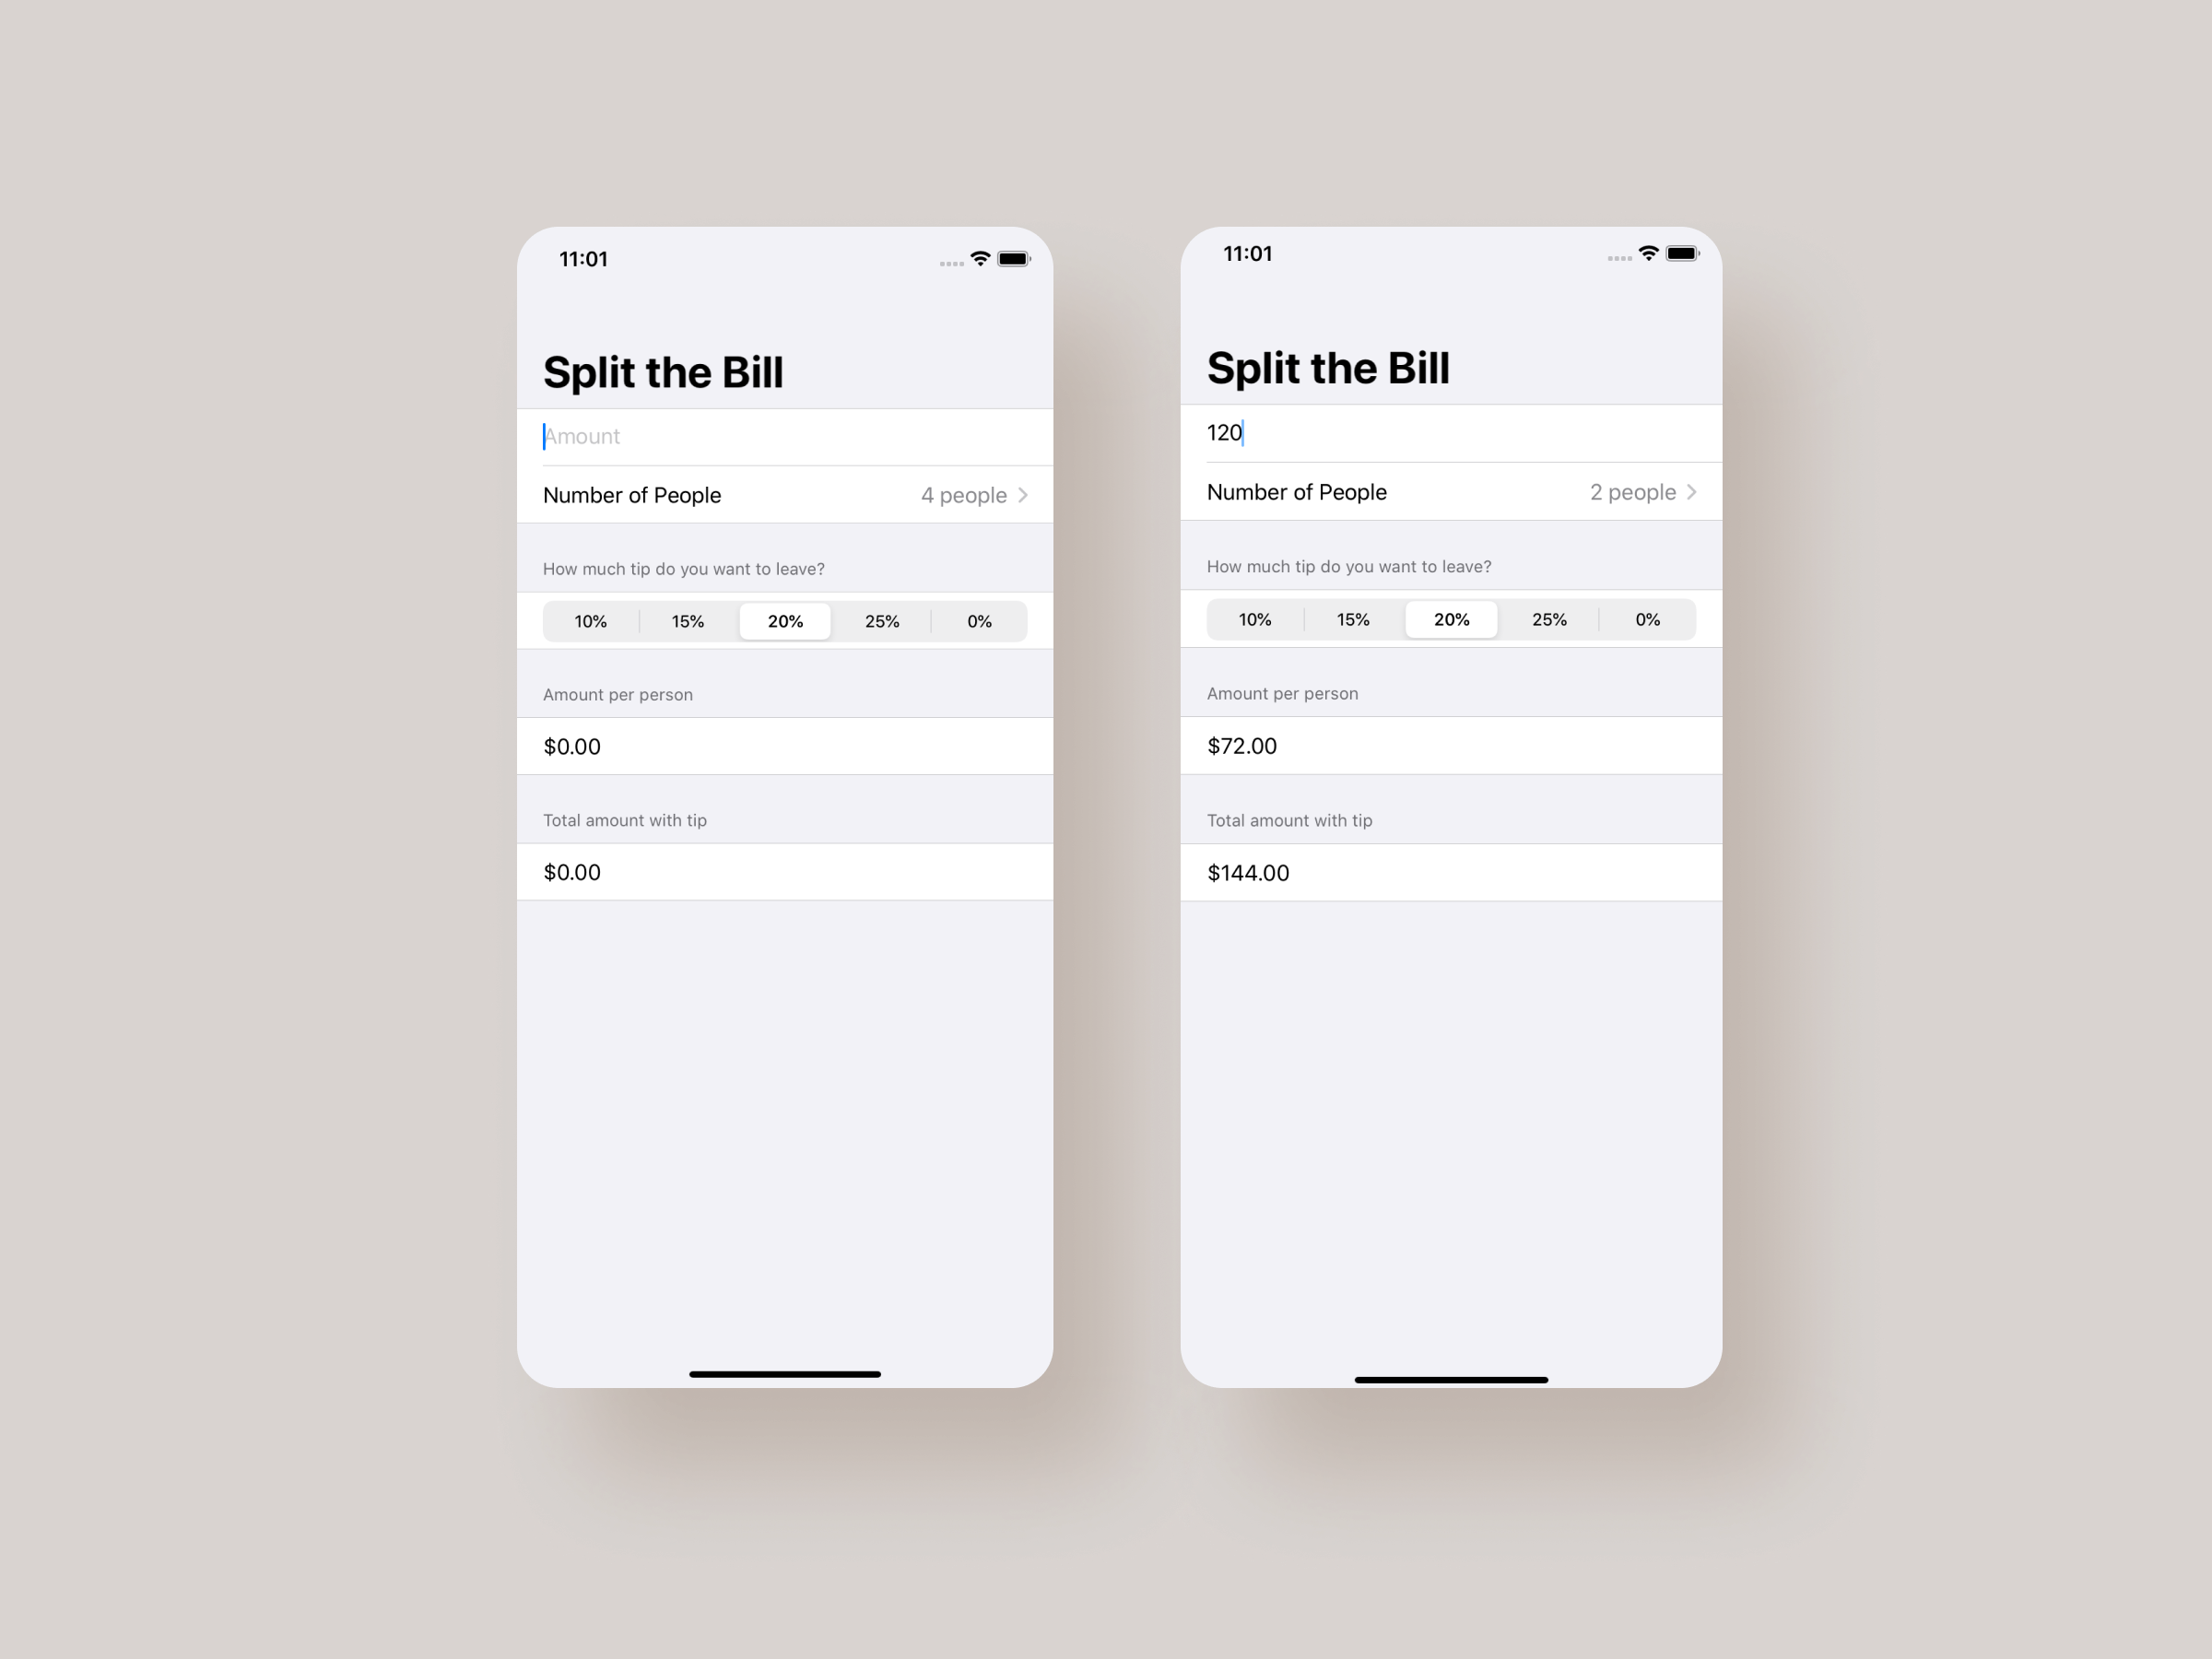 11:01
Split the Bill
Amount
Number of People 4 people
How much tip do you want to leave?
10% 15% 20% 25% 0%
Amount per person
$0.00
Total amount with tip
$0.00
11:01
Split the Bill
120
Number of People 2 people
How much tip do you want to leave?
10% 15% 20% 25% 0%
Amount per person
$72.00
Total amount with tip
$144.00